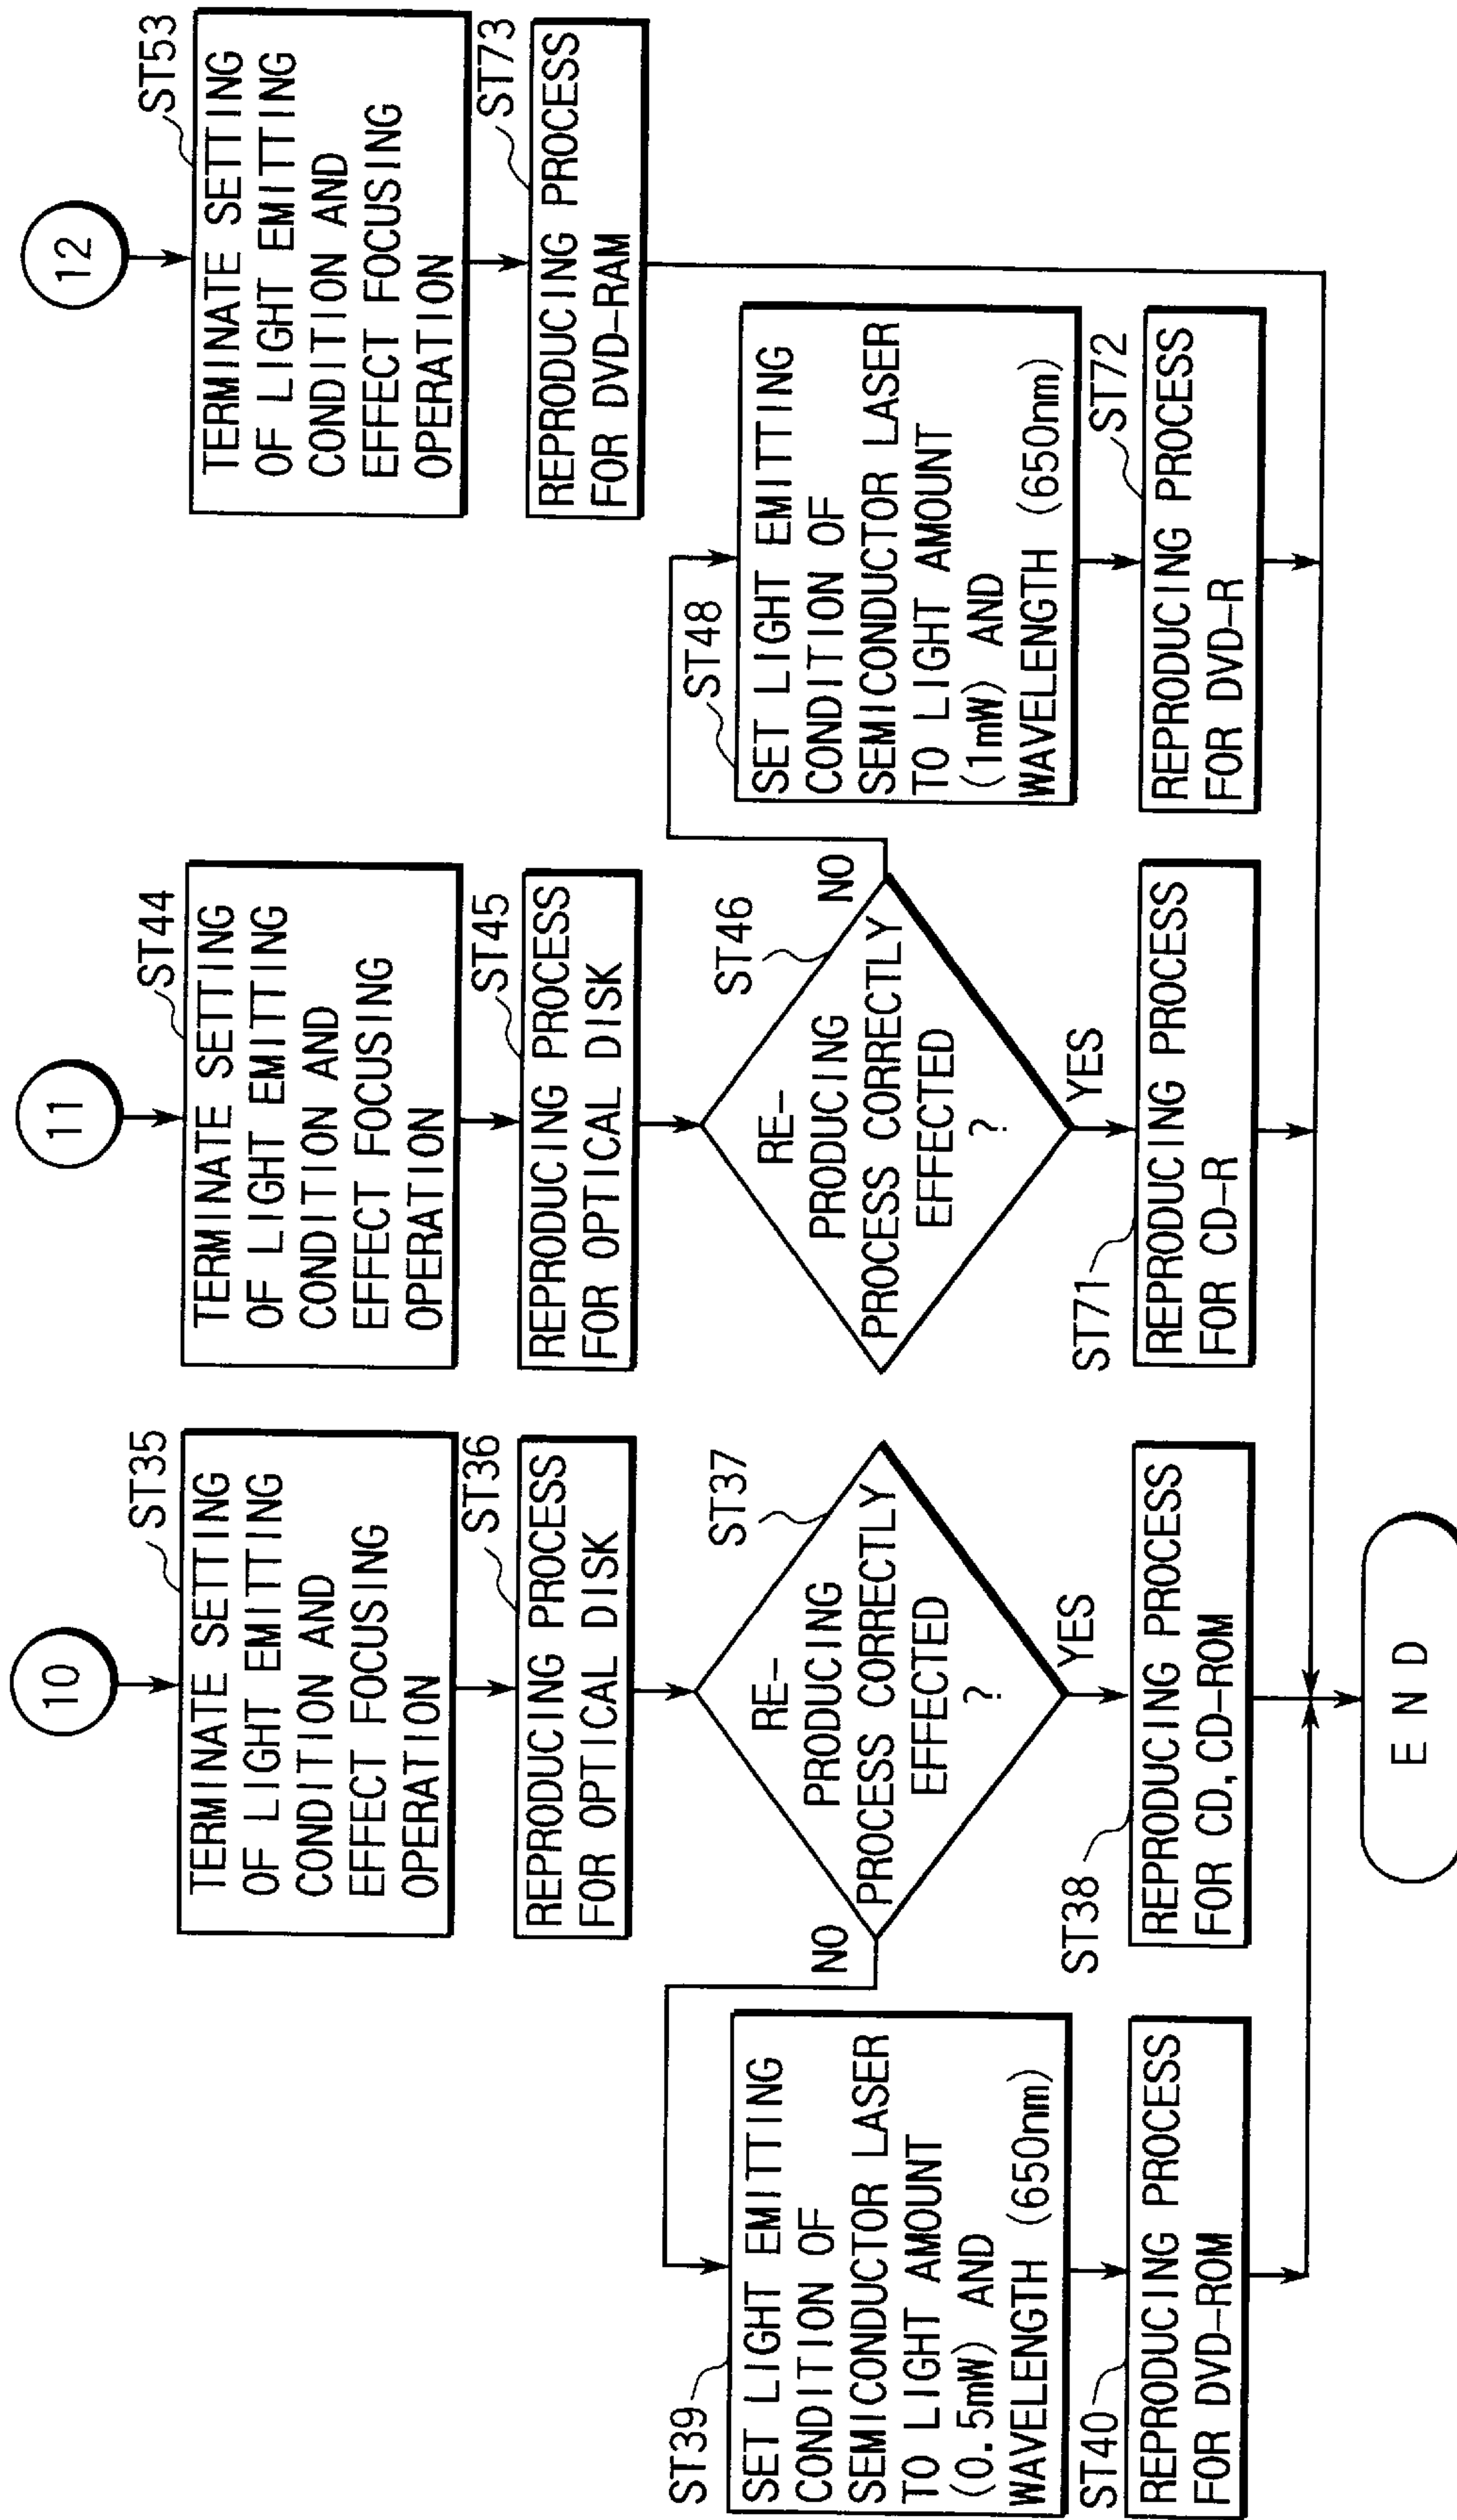 10
ST35
TERMINATE SETTING
OF LIGHT EMITTING
CONDITION AND
EFFECT FOCUSING
OPERATION
ST36
REPRODUCING PROCESS
FOR OPTICAL DISK
ST37
RE-
PRODUCING
PROCESS CORRECTLY
EFFECTED
?
NO
YES
ST39
SET LIGHT EMITTING
CONDITION OF
SEMICONDUCTOR LASER
TO LIGHT AMOUNT
(0.5mW) AND
WAVELENGTH (650nm)
ST40
REPRODUCING PROCESS
FOR DVD-ROM
ST38
REPRODUCING PROCESS
FOR CD, CD-ROM
11
ST44
TERMINATE SETTING
OF LIGHT EMITTING
CONDITION AND
EFFECT FOCUSING
OPERATION
ST45
REPRODUCING PROCESS
FOR OPTICAL DISK
ST46
RE-
PRODUCING
PROCESS CORRECTLY
EFFECTED
?
NO
YES
ST71
REPRODUCING PROCESS
FOR CD-R
ST48
SET LIGHT EMITTING
CONDITION OF
SEMICONDUCTOR LASER
TO LIGHT AMOUNT
(1mW) AND
WAVELENGTH (650nm)
ST72
REPRODUCING PROCESS
FOR DVD-R
12
ST53
TERMINATE SETTING
OF LIGHT EMITTING
CONDITION AND
EFFECT FOCUSING
OPERATION
ST73
REPRODUCING PROCESS
FOR DVD-RAM
END